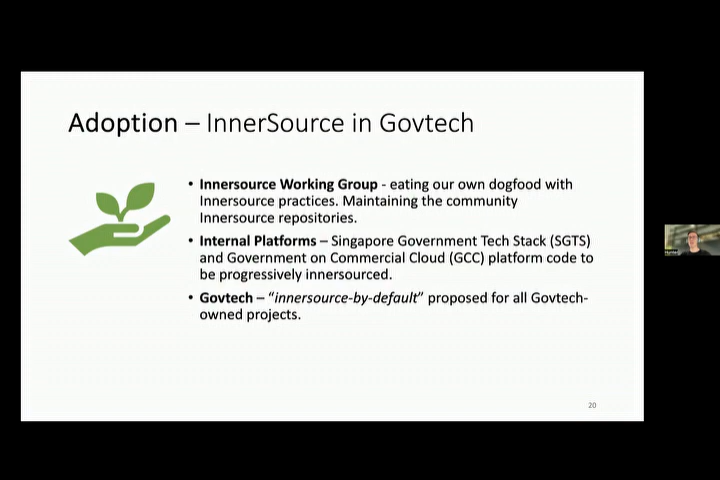 Adoption – InnerSource in Govtech
• Innersource Working Group - eating our own dogfood with
Innersource practices. Maintaining the community
Innersource repositories.
• Internal Platforms – Singapore Government Tech Stack (SGTS)
and Government on Commercial Cloud (GCC) platform code to
be progressively innersourced.
• Govtech – “innersource-by-default” proposed for all Govtech-
owned projects.
20